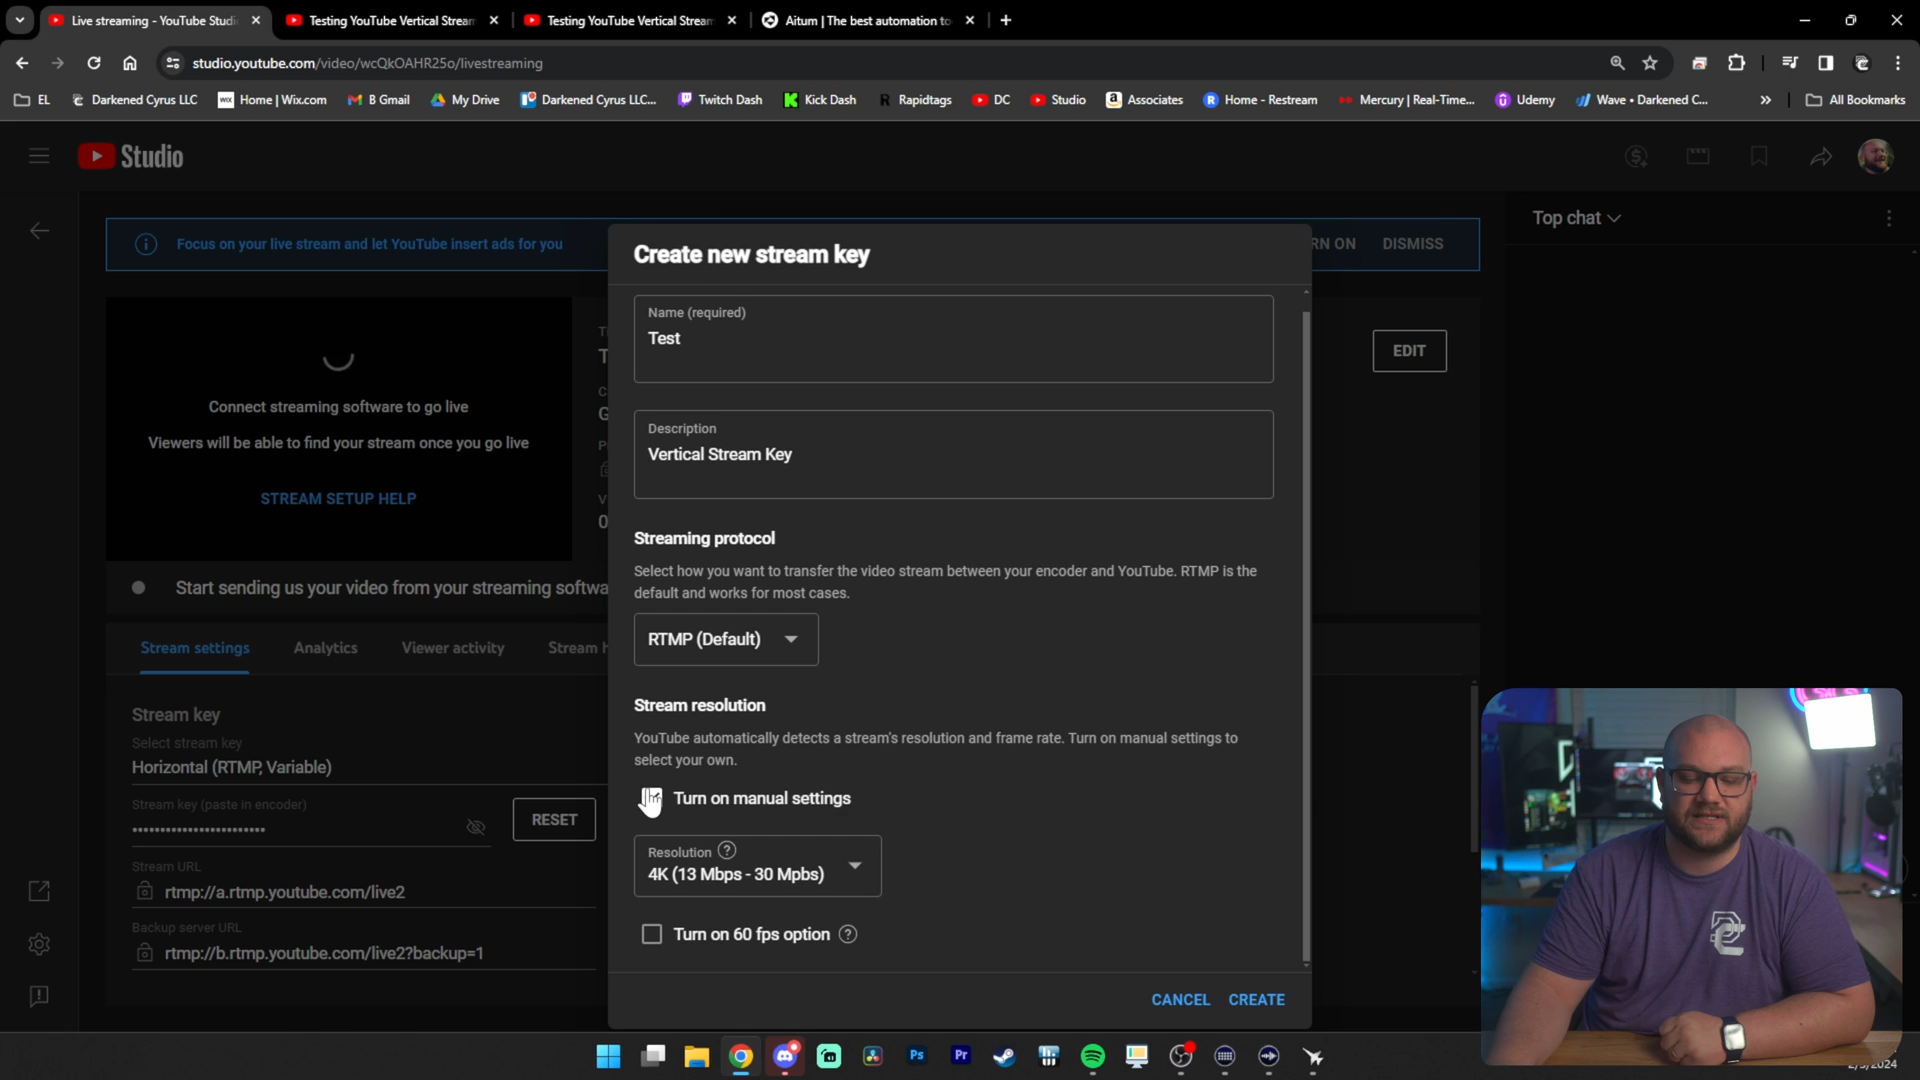 Live streaming - YouTube Studi
Testing YouTube Vertical Stream
Testing YouTube Vertical Stream
Aitum | The best automation to
studio.youtube.com/video/wcQkOAHR25o/livestreaming
EL
Darkened Cyrus LLC
Home | Wix.com
B Gmail
My Drive
Darkened Cyrus LLC...
Twitch Dash
Kick Dash
Rapidtags
DC
Studio
Associates
Home - Restream
Mercury | Real-Time...
Udemy
Wave • Darkened C...
All Bookmarks
Studio
Top chat
Focus on your live stream and let YouTube insert ads for you
RN ON
DISMISS
Create new stream key
Name (required)
Test
EDIT
Connect streaming software to go live
Viewers will be able to find your stream once you go live
STREAM SETUP HELP
Description
Vertical Stream Key
Streaming protocol
Select how you want to transfer the video stream between your encoder and YouTube. RTMP is the
default and works for most cases.
RTMP (Default)
Start sending us your video from your streaming softwa
Stream settings
Analytics
Viewer activity
Stream h
Stream resolution
YouTube automatically detects a stream's resolution and frame rate. Turn on manual settings to
select your own.
Turn on manual settings
Resolution
4K (13 Mbps - 30 Mpbs)
Turn on 60 fps option
CANCEL
CREATE
Stream key
Select stream key
Horizontal (RTMP, Variable)
Stream key (paste in encoder)
••••••••••••••••••••••••
RESET
Stream URL
rtmp://a.rtmp.youtube.com/live2
Backup server URL
rtmp://b.rtmp.youtube.com/live2?backup=1
Ps
Pr